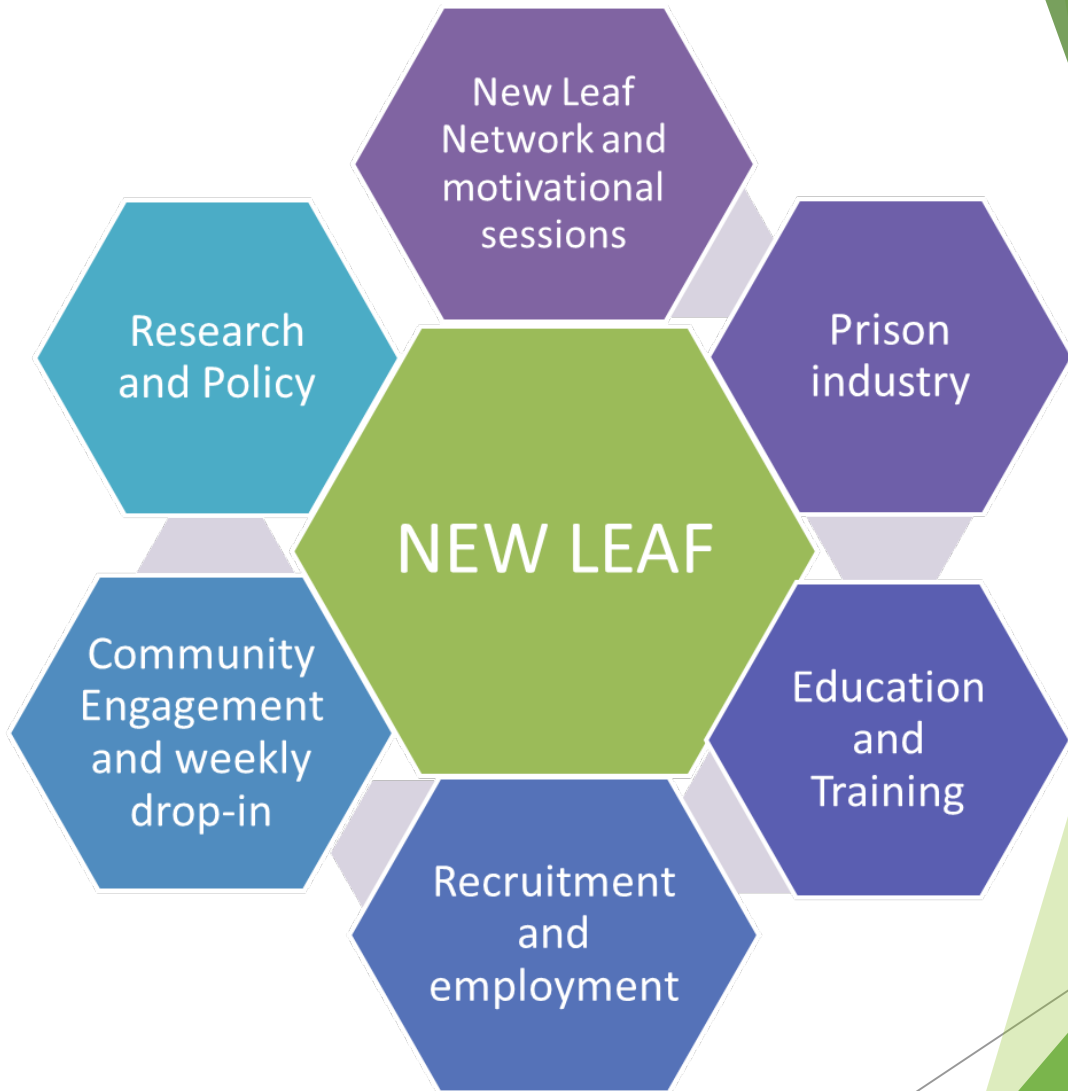 New Leaf
Network and
motivational
sessions
Prison
industry
Education
and
Training
Recruitment
and
employment
Community
Engagement
and weekly
drop-in
Research
and Policy
NEW LEAF